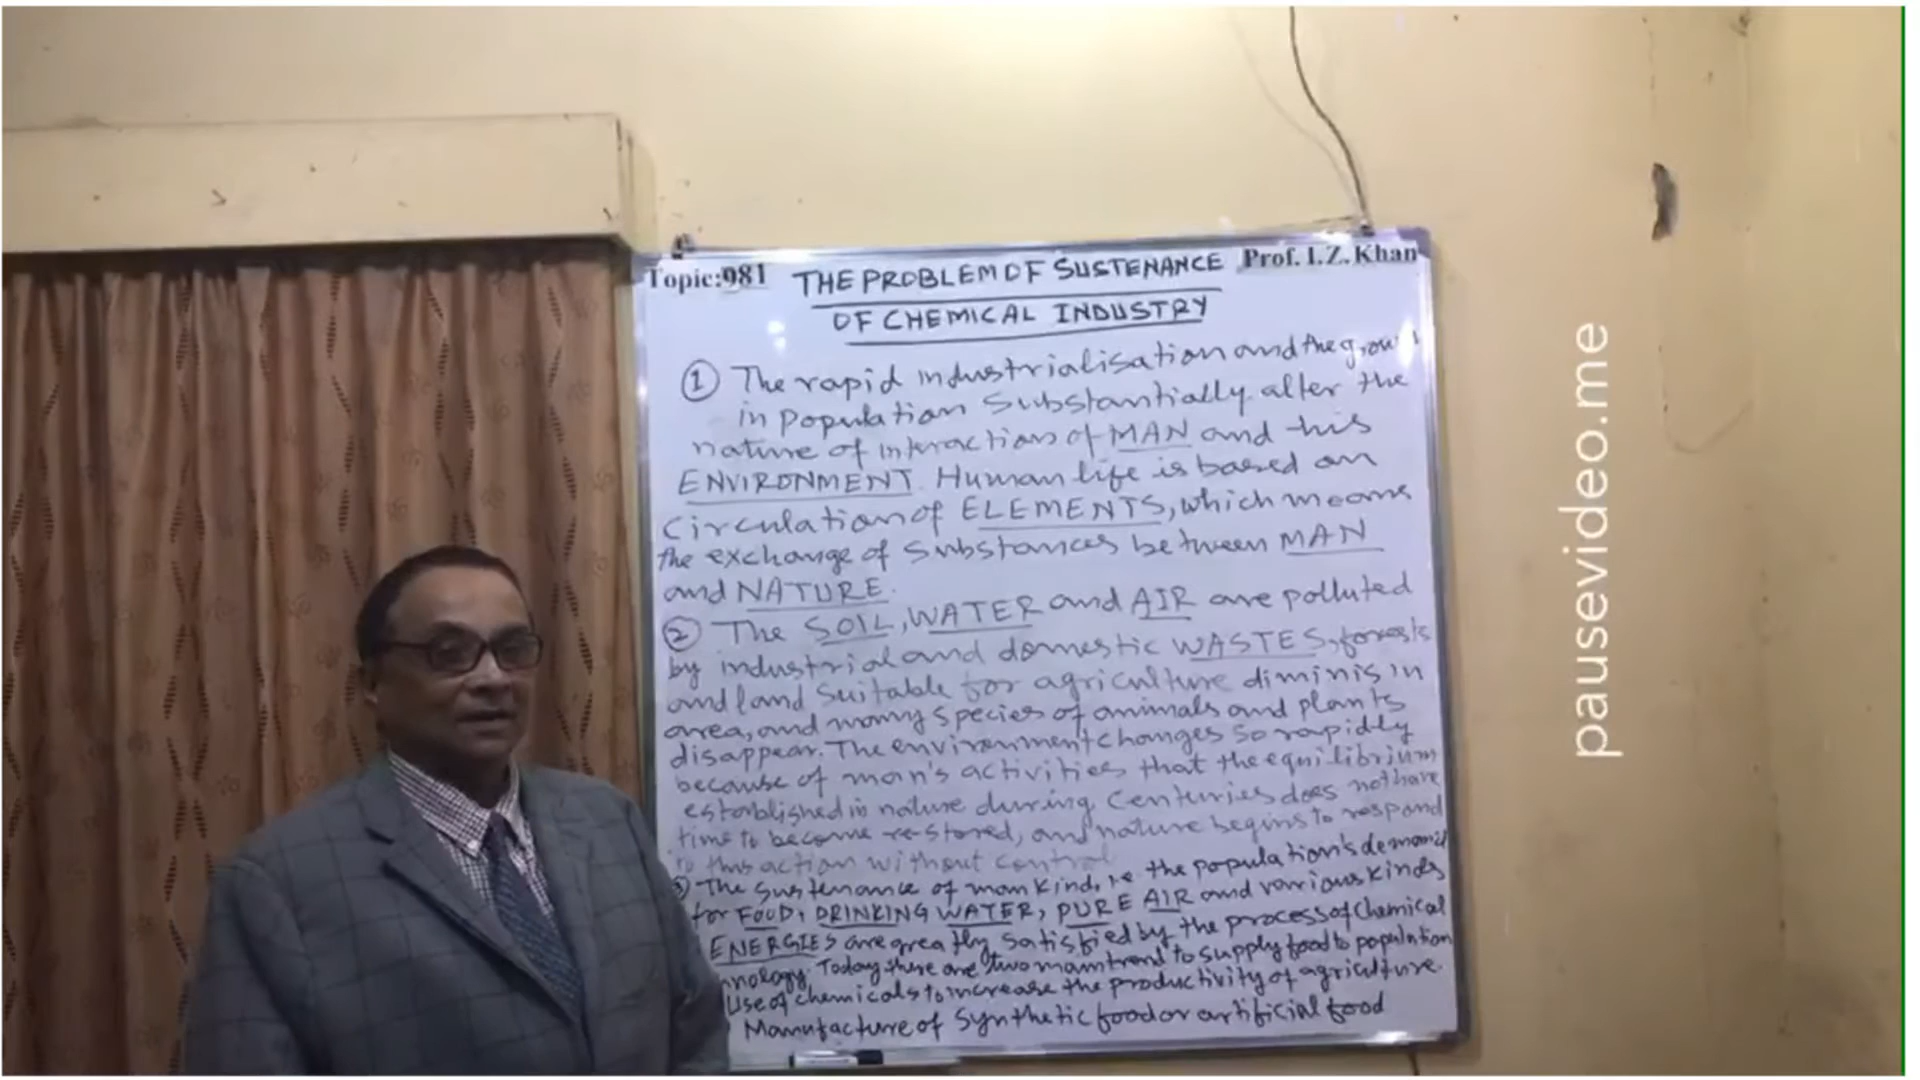 Topic:981 THE PROBLEM OF SUSTENANCE Prof. I.Z. Khan
OF CHEMICAL INDUSTRY
① The rapid industrialisation and the grow
in population substantially alter the
nature of interaction of MAN and his
ENVIRONMENT. Human life is based on
circulation of ELEMENTS, which means
the exchange of substances between MAN
and NATURE.
② The SOIL, WATER and AIR are polluted
by industrial and domestic WASTES, forests
and land suitable for agriculture diminis in
area, and many species of animals and plants
disappear. The environment changes so rapidly
because of man's activities that the equilibrium
established in nature during centuries does not have
time to become re-stored, and nature begins to respond
to this action without control
The sustenance of mankind, i.e. the population's demand
for FOOD, DRINKING WATER, PURE AIR and various kinds
ENERGIES are greatly satisfied by the process of chemical
nology. Today there are two main trend to supply food to population
Use of chemicals to increase the productivity of agriculture.
Manufacture of synthetic food or artificial food
pausevideo.me